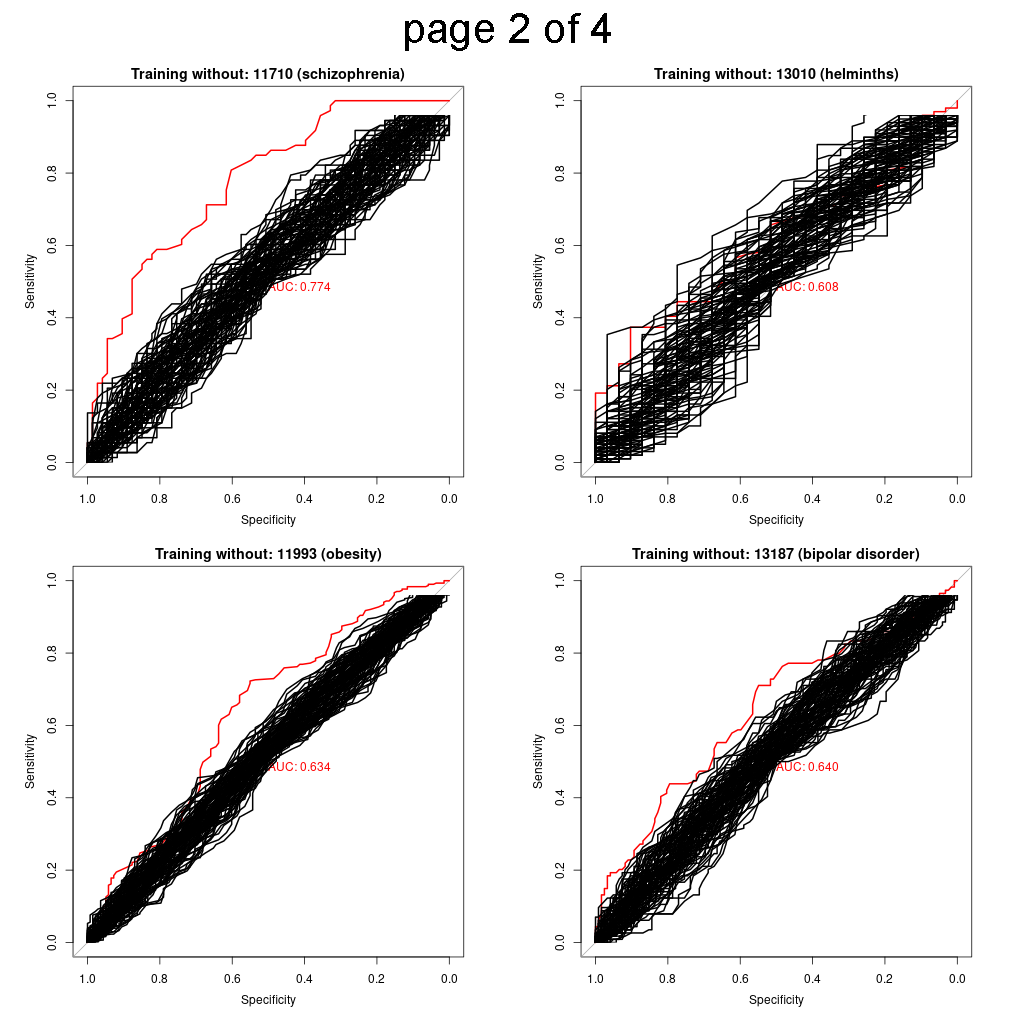 page 2 of 4
Training without: 11710 (schizophrenia)
Sensitivity
1.0
0.8
0.6
0.4
0.2
0.0
AUC: 0.774
1.0 0.8 0.6 0.4 0.2 0.0
Specificity
Training without: 13010 (helminths)
Sensitivity
1.0
0.8
0.6
0.4
0.2
0.0
AUC: 0.608
1.0 0.8 0.6 0.4 0.2 0.0
Specificity
Training without: 11993 (obesity)
Sensitivity
1.0
0.8
0.6
0.4
0.2
0.0
AUC: 0.634
1.0 0.8 0.6 0.4 0.2 0.0
Specificity
Training without: 13187 (bipolar disorder)
Sensitivity
1.0
0.8
0.6
0.4
0.2
0.0
AUC: 0.640
1.0 0.8 0.6 0.4 0.2 0.0
Specificity